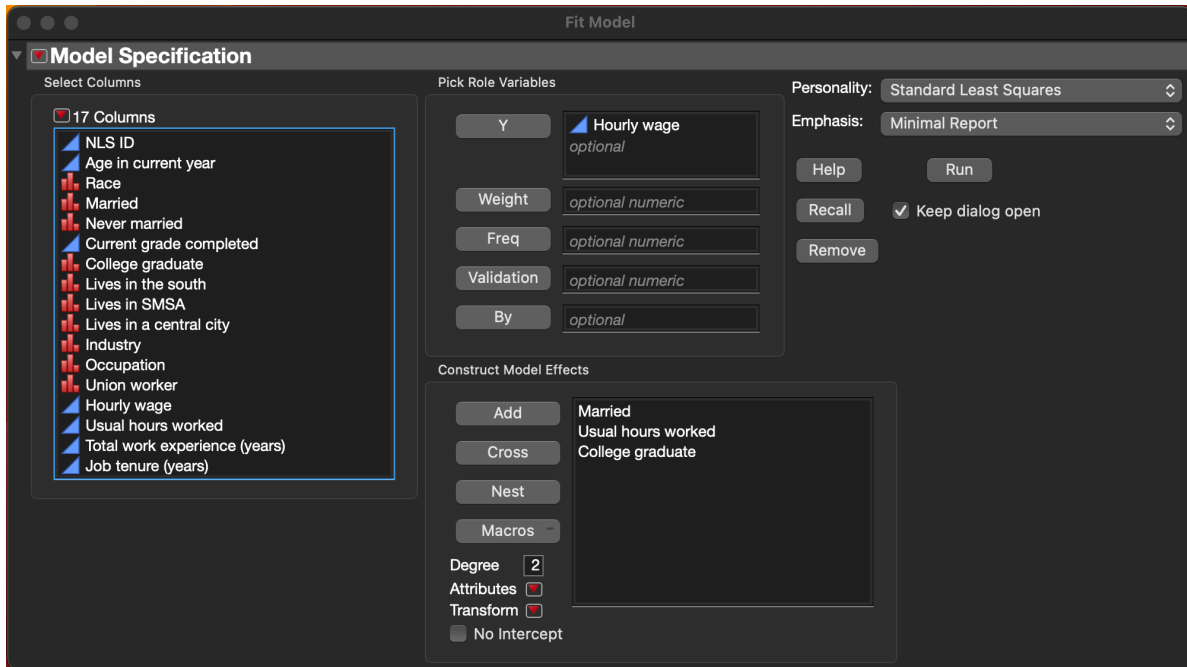 Fit Model
Model Specification
Select Columns
17 Columns
NLS ID
Age in current year
Race
Married
Never married
Current grade completed
College graduate
Lives in the south
Lives in SMSA
Lives in a central city
Industry
Occupation
Union worker
Hourly wage
Usual hours worked
Total work experience (years)
Job tenure (years)
Pick Role Variables
Y
Hourly wage
optional
Weight
optional numeric
Freq
optional numeric
Validation
optional numeric
By
optional
Personality:
Standard Least Squares
Emphasis:
Minimal Report
Help
Run
Recall
Keep dialog open
Remove
Construct Model Effects
Add
Cross
Nest
Macros
Married
Usual hours worked
College graduate
Degree 2
Attributes
Transform
No Intercept